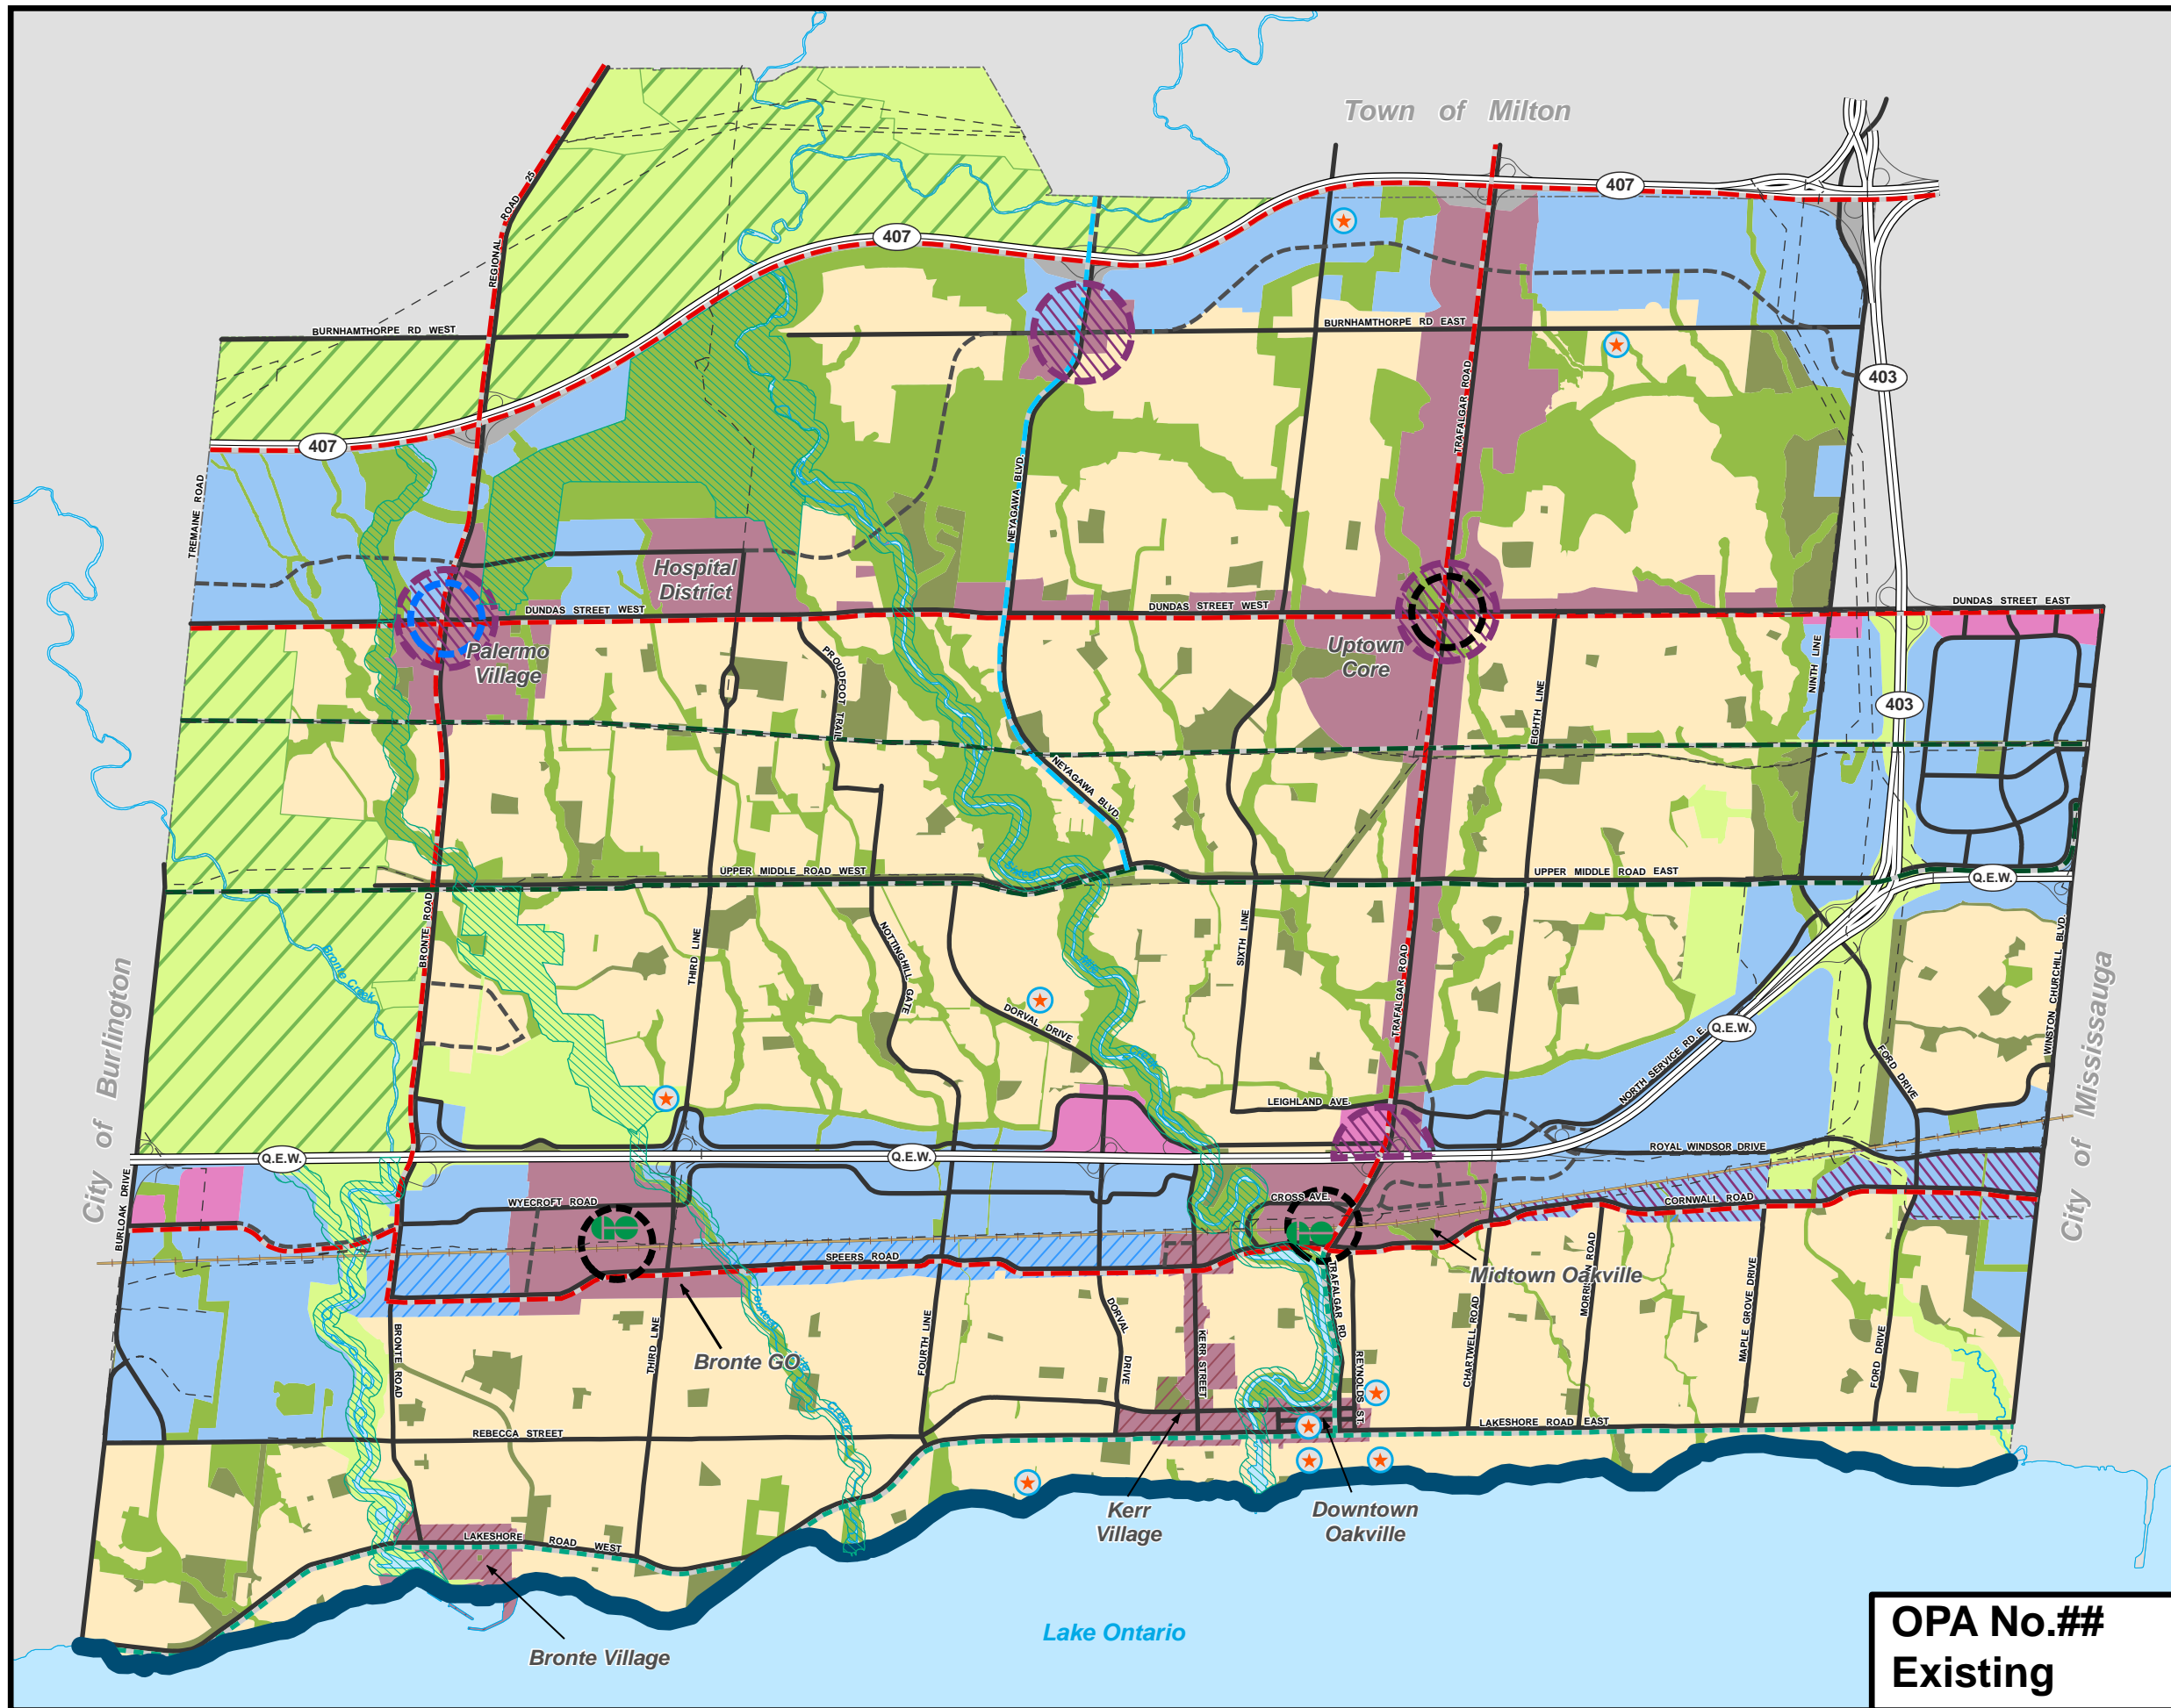 Town of Milton
407
REGIONAL ROAD 25
407
BURNHAMTHORPE RD WEST
BURNHAMTHORPE RD EAST
403
TRAFALGAR ROAD
407
TREMAINE ROAD
NEYAGAWA BLVD.
Hospital
District
DUNDAS STREET WEST
DUNDAS STREET WEST
DUNDAS STREET EAST
Palermo
Village
Uptown
Core
PROUDFOOT TRAIL
NINTH LINE
EIGHTH LINE
403
NEYAGAWA BLVD.
UPPER MIDDLE ROAD WEST
UPPER MIDDLE ROAD EAST
Q.E.W.
BRONTE ROAD
THIRD LINE
NOTTINGHILL GATE
SIXTH LINE
TRAFALGAR ROAD
WINSTON CHURCHILL BLVD.
Bronte Creek
DORVAL DRIVE
Q.E.W.
NORTH SERVICE RD. E.
FORD DRIVE
City of Burlington
City of Mississauga
LEIGHLAND AVE.
Q.E.W.
Q.E.W.
ROYAL WINDSOR DRIVE
BURLOAK DRIVE
WYECROFT ROAD
CROSS AVE.
CORNWALL ROAD
GO
GO
SPEERS ROAD
Midtown Oakville
BRONTE ROAD
THIRD LINE
Bronte GO
FOURTH LINE
DORVAL DRIVE
KERR STREET
TRAFALGAR RD.
REYNOLDS ST.
CHARTWELL ROAD
MORRISON ROAD
MAPLE GROVE DRIVE
FORD DRIVE
REBECCA STREET
LAKESHORE ROAD EAST
Kerr
Village
Downtown
Oakville
LAKESHORE ROAD WEST
Bronte Village
Lake Ontario
OPA No.##
Existing